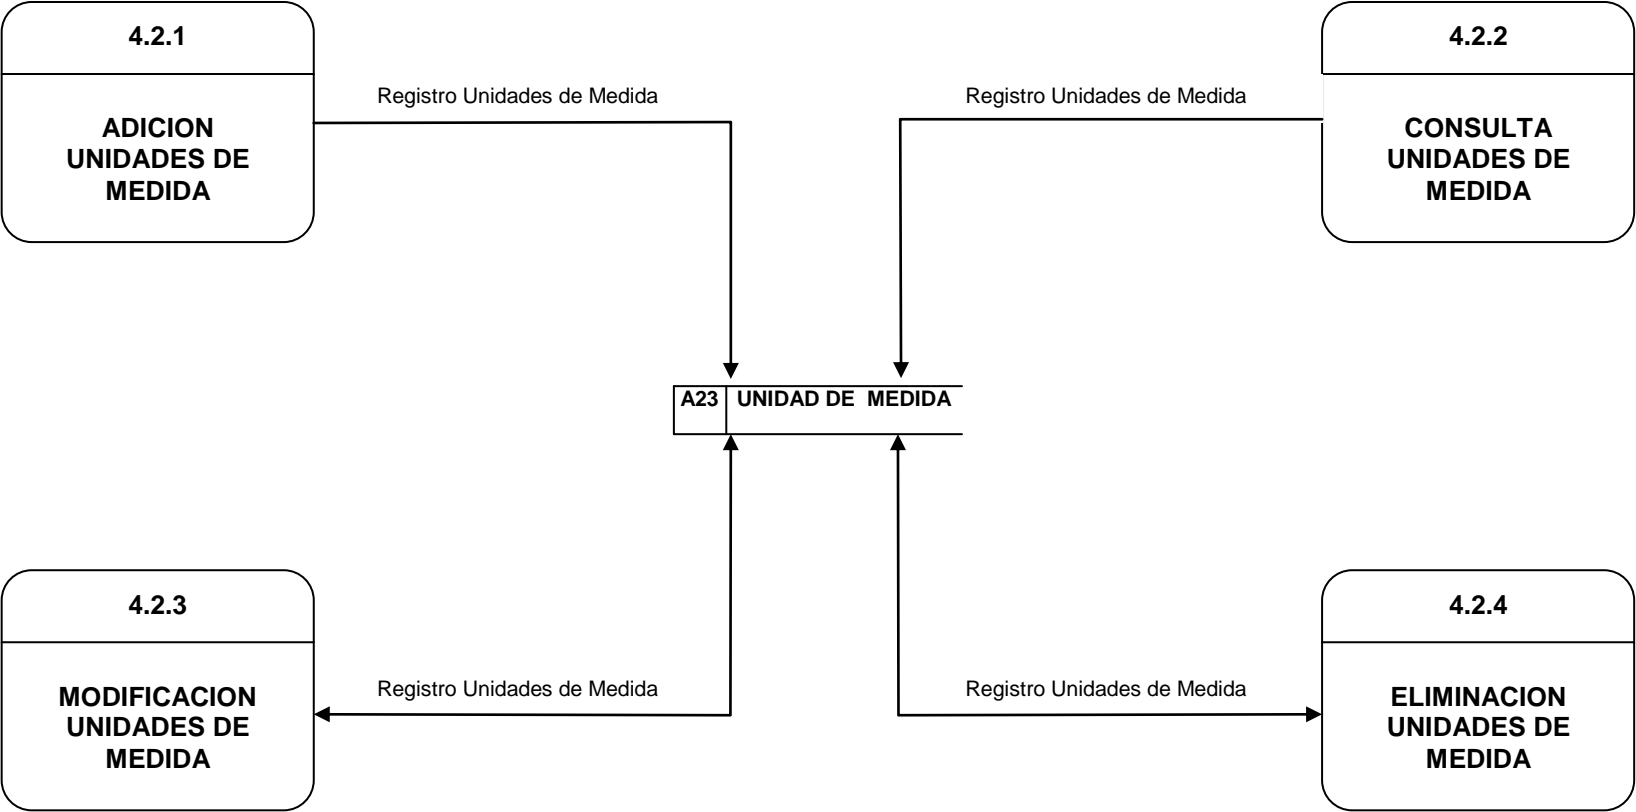 4.2.1
ADICION
UNIDADES DE
MEDIDA
Registro Unidades de Medida
Registro Unidades de Medida
4.2.2
CONSULTA
UNIDADES DE
MEDIDA
A23 UNIDAD DE MEDIDA
4.2.3
MODIFICACION
UNIDADES DE
MEDIDA
Registro Unidades de Medida
Registro Unidades de Medida
4.2.4
ELIMINACION
UNIDADES DE
MEDIDA